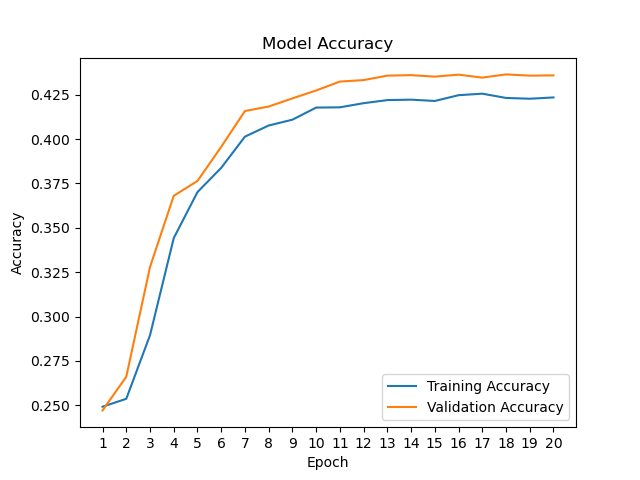 Model Accuracy
Accuracy
0.425
0.400
0.375
0.350
0.325
0.300
0.275
0.250
Training Accuracy
Validation Accuracy
1 2 3 4 5 6 7 8 9 10 11 12 13 14 15 16 17 18 19 20
Epoch